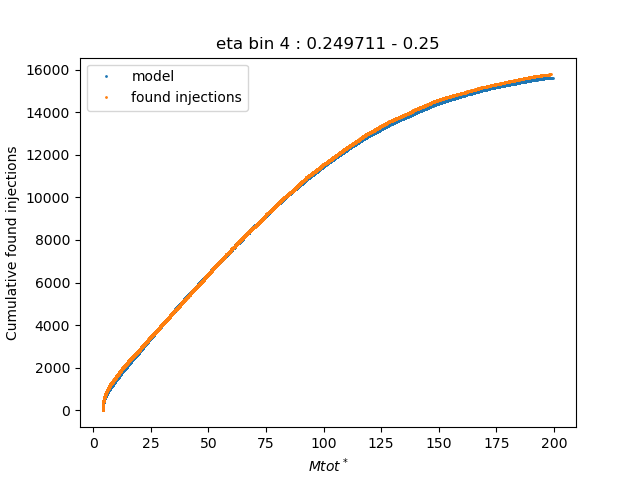 eta bin 4 : 0.249711 - 0.25
model
found injections
16000
14000
12000
10000
8000
6000
4000
2000
0
Cumulative found injections
0 25 50 75 100 125 150 175 200
Mtot*